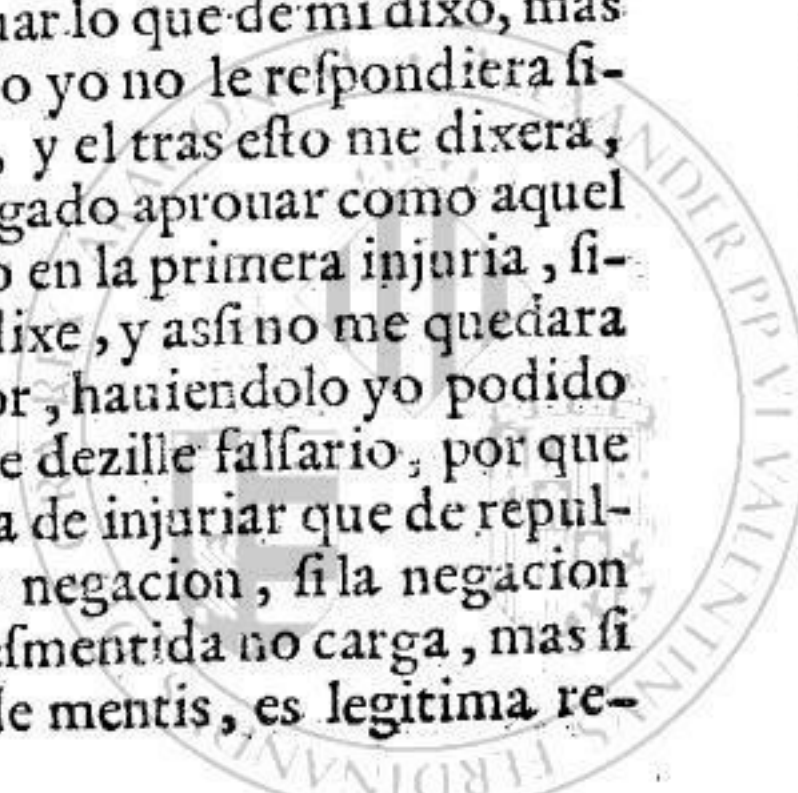 uar lo que de mi dixo, mas
o yo no le reſpondiera ſi-
, y el tras eſto me dixera,
gado aprouar como aquel
o en la primera injuria, ſi-
dixe, y asſi no me quedara
or, hauiendolo yo podido
e dezille falſario, por que
a de injuriar que de repul-
negacion, ſi la negacion
eſmentida no carga, mas ſi
de mentis, es legitima re-